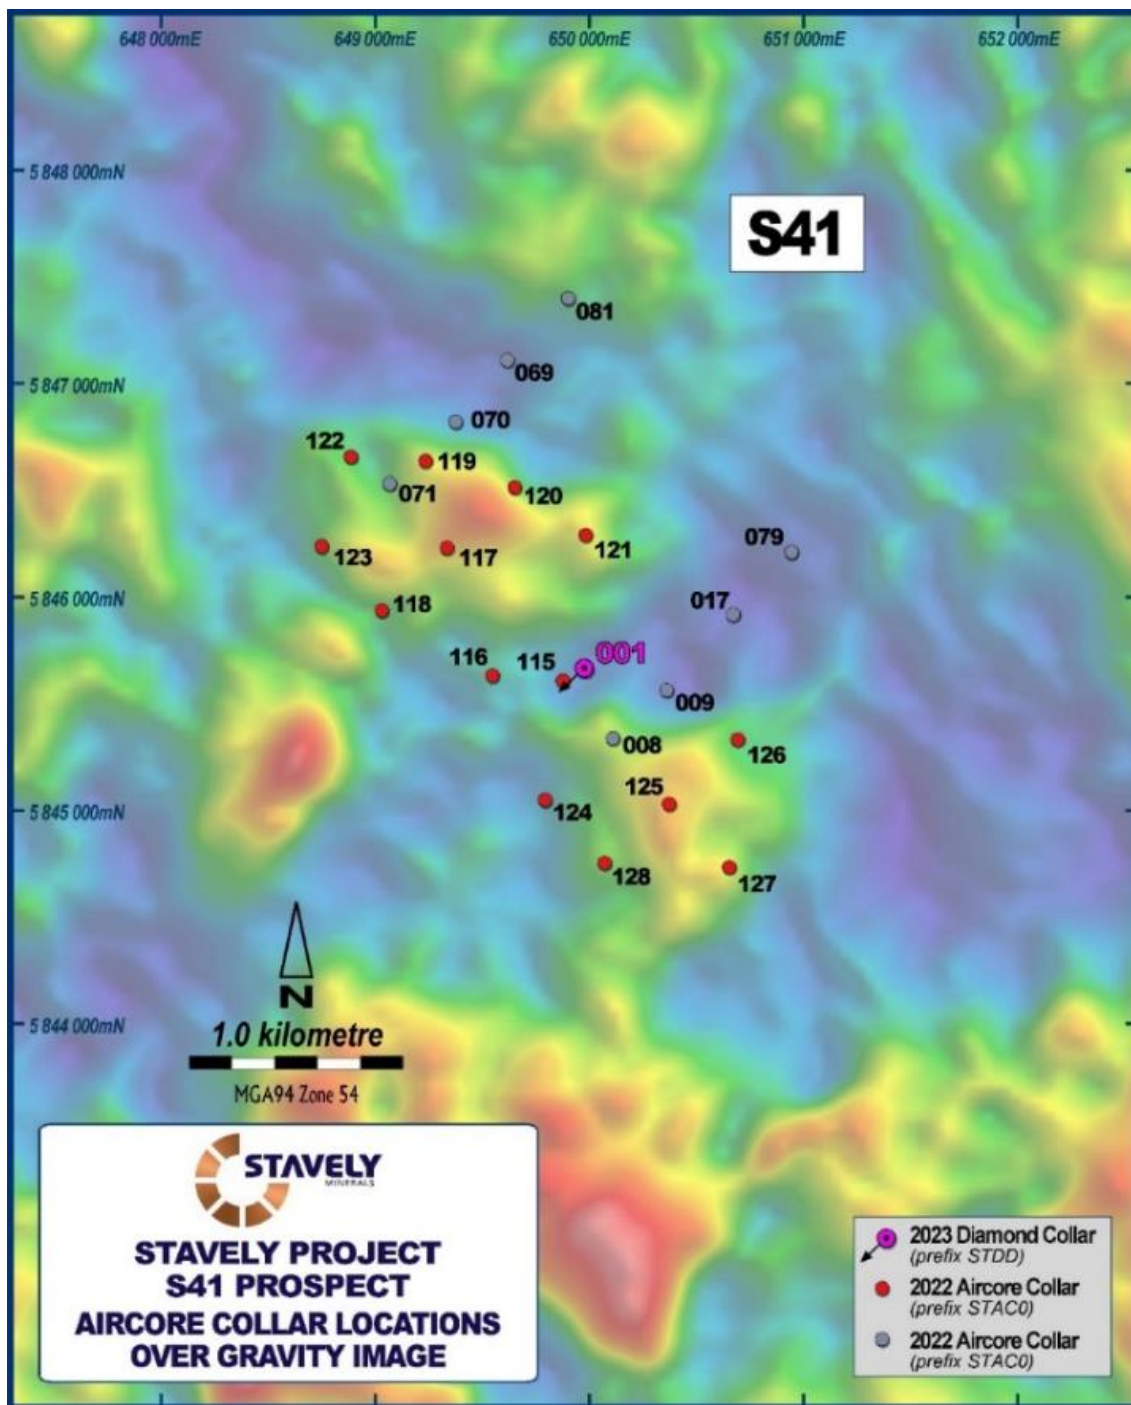 648 000mE
649 000mE
650 000mE
651 000mE
652 000mE
5 848 000mN
S41
081
069
5 847 000mN
070
122
119
071
120
079
123
117
121
5 846 000mN
118
017
116
115
001
009
008
126
125
5 845 000mN
124
128
127
N
5 844 000mN
1.0 kilometre
MGA94 Zone 54
STAVELY
MINERALS
STAVELY PROJECT
S41 PROSPECT
AIRCORE COLLAR LOCATIONS
OVER GRAVITY IMAGE
2023 Diamond Collar
(prefix STDD)
2022 Aircore Collar
(prefix STAC0)
2022 Aircore Collar
(prefix STAC0)